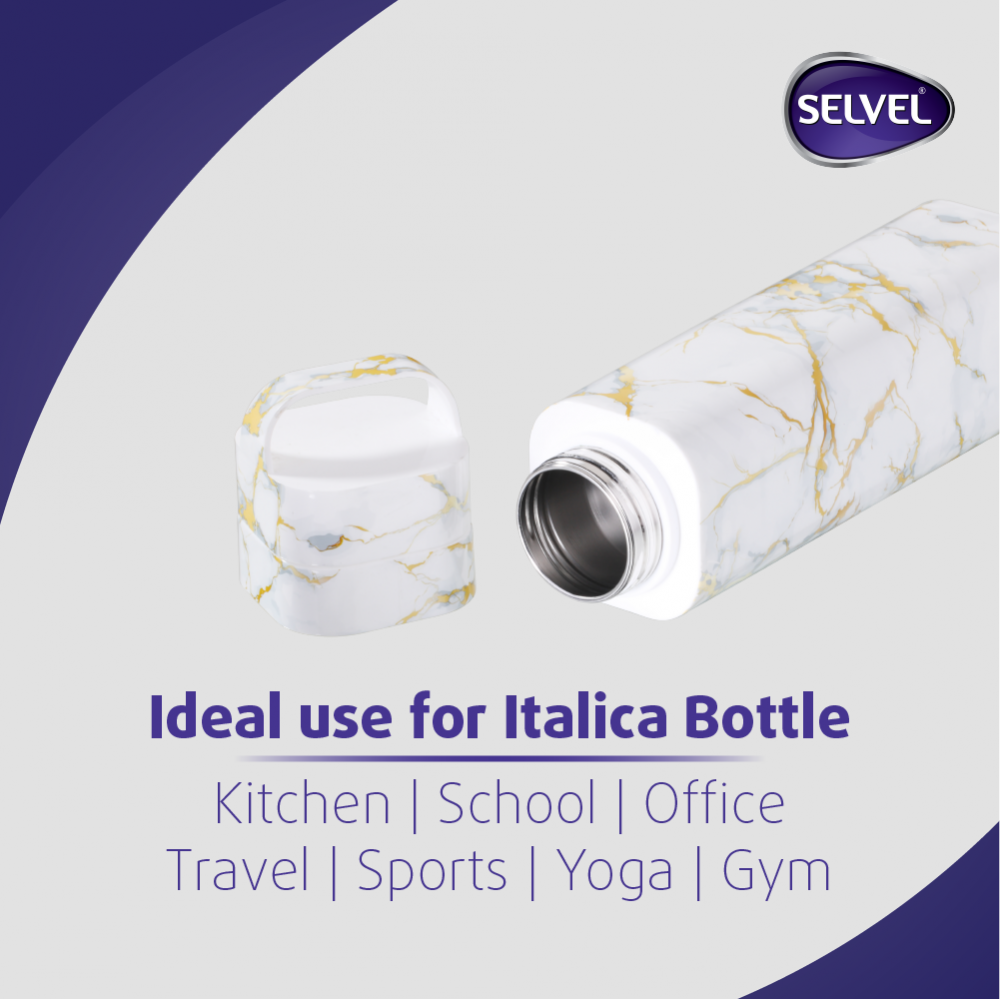 SELVEL®
Ideal use for Italica Bottle
Kitchen | School | Office
Travel | Sports | Yoga | Gym